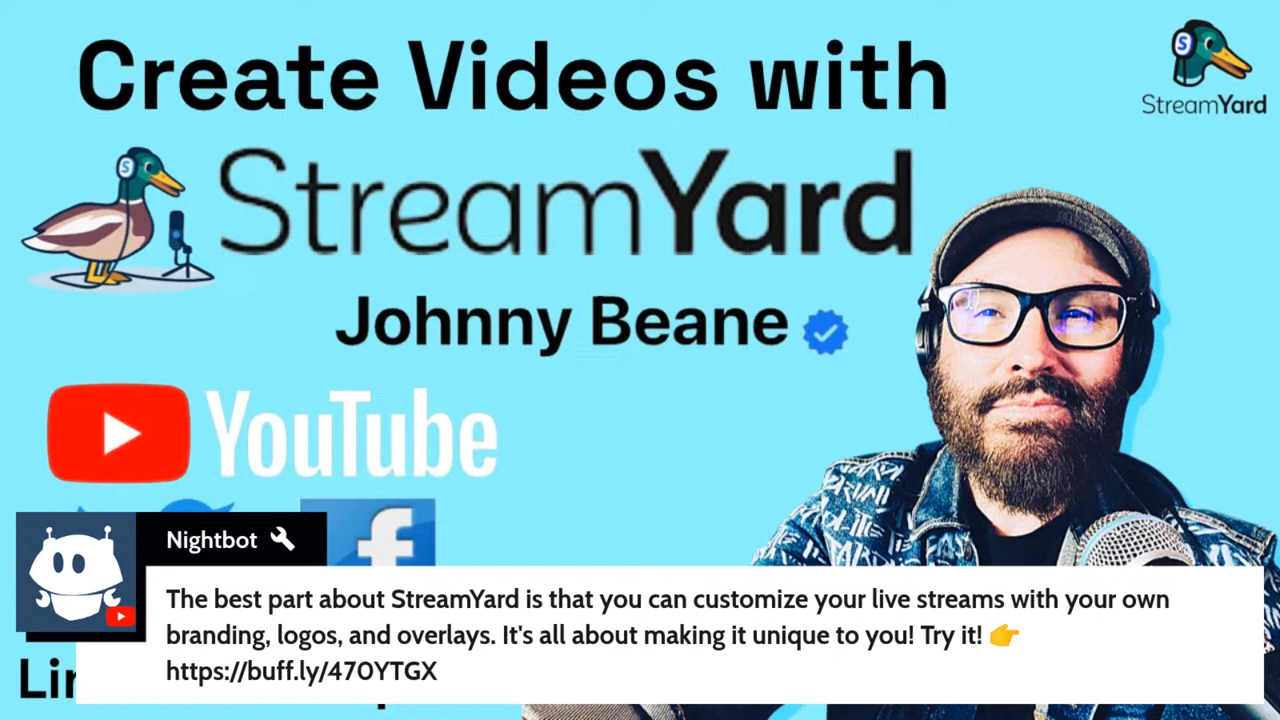 Create Videos with
StreamYard
StreamYard
Johnny Beane
YouTube
Nightbot
The best part about StreamYard is that you can customize your live streams with your own
branding, logos, and overlays. It's all about making it unique to you! Try it! 👉
https://buff.ly/470YTGX